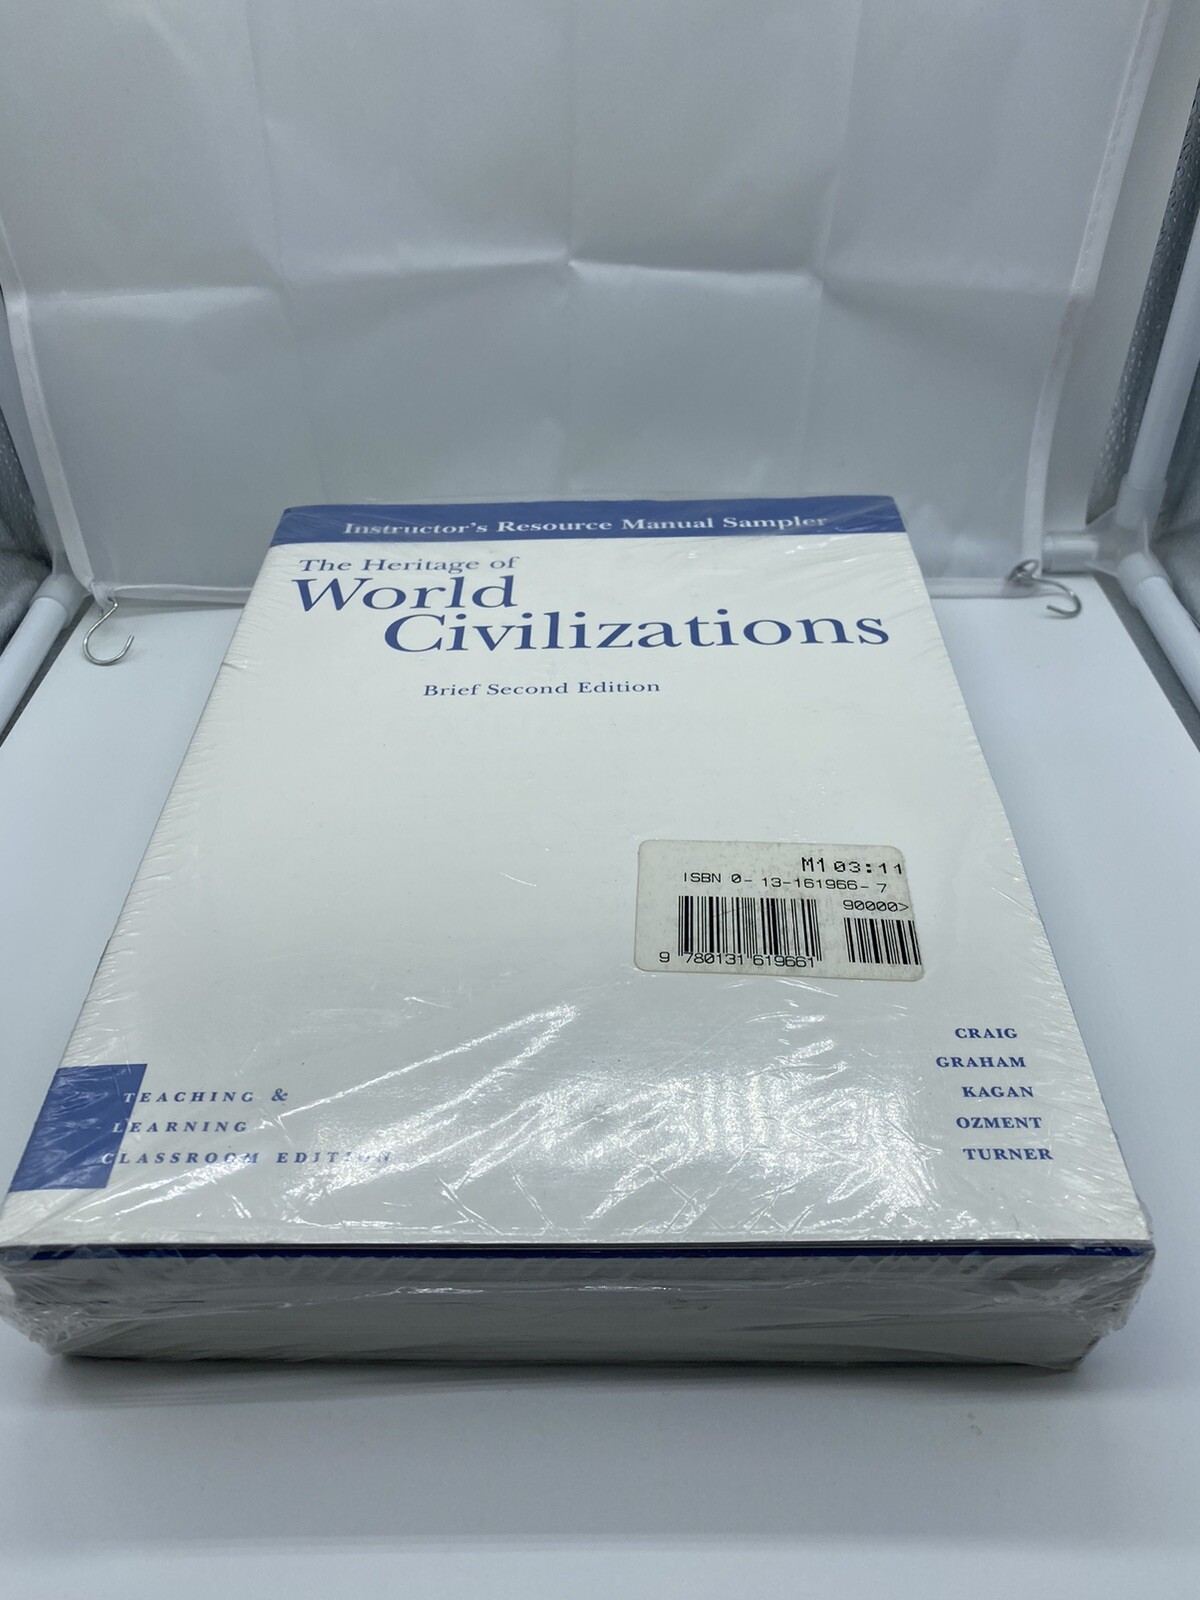 Instructor's Resource Manual Sampler
The Heritage of
World
Civilizations
Brief Second Edition
M1 03:11
ISBN 0- 13-161966- 7
90000>
9 780131 619661
CRAIG
GRAHAM
KAGAN
OZMENT
TURNER
TEACHING &
LEARNING
CLASSROOM EDITION